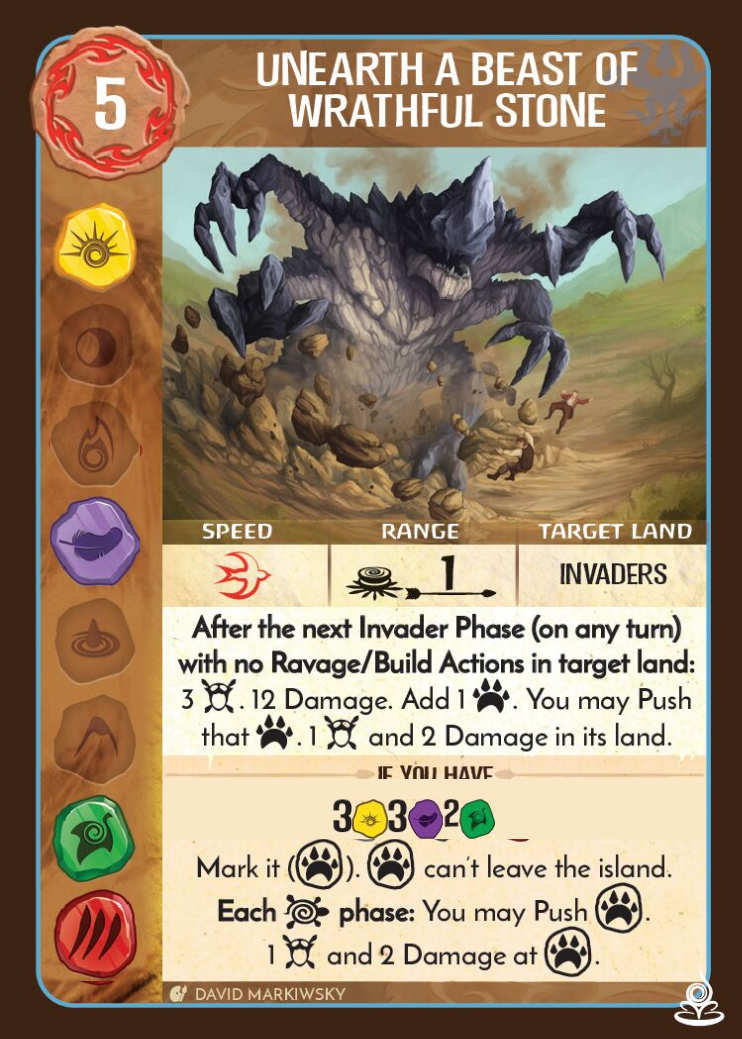 5
UNEARTH A BEAST OF
WRATHFUL STONE
SPEED RANGE TARGET LAND
1 INVADERS
After the next Invader Phase (on any turn)
with no Ravage/Build Actions in target land:
3 . 12 Damage. Add 1 . You may Push
that . 1 and 2 Damage in its land.
IF YOU HAVE
3 3 2
Mark it ( ). can't leave the island.
Each phase: You may Push .
1 and 2 Damage at .
DAVID MARKIWSKY